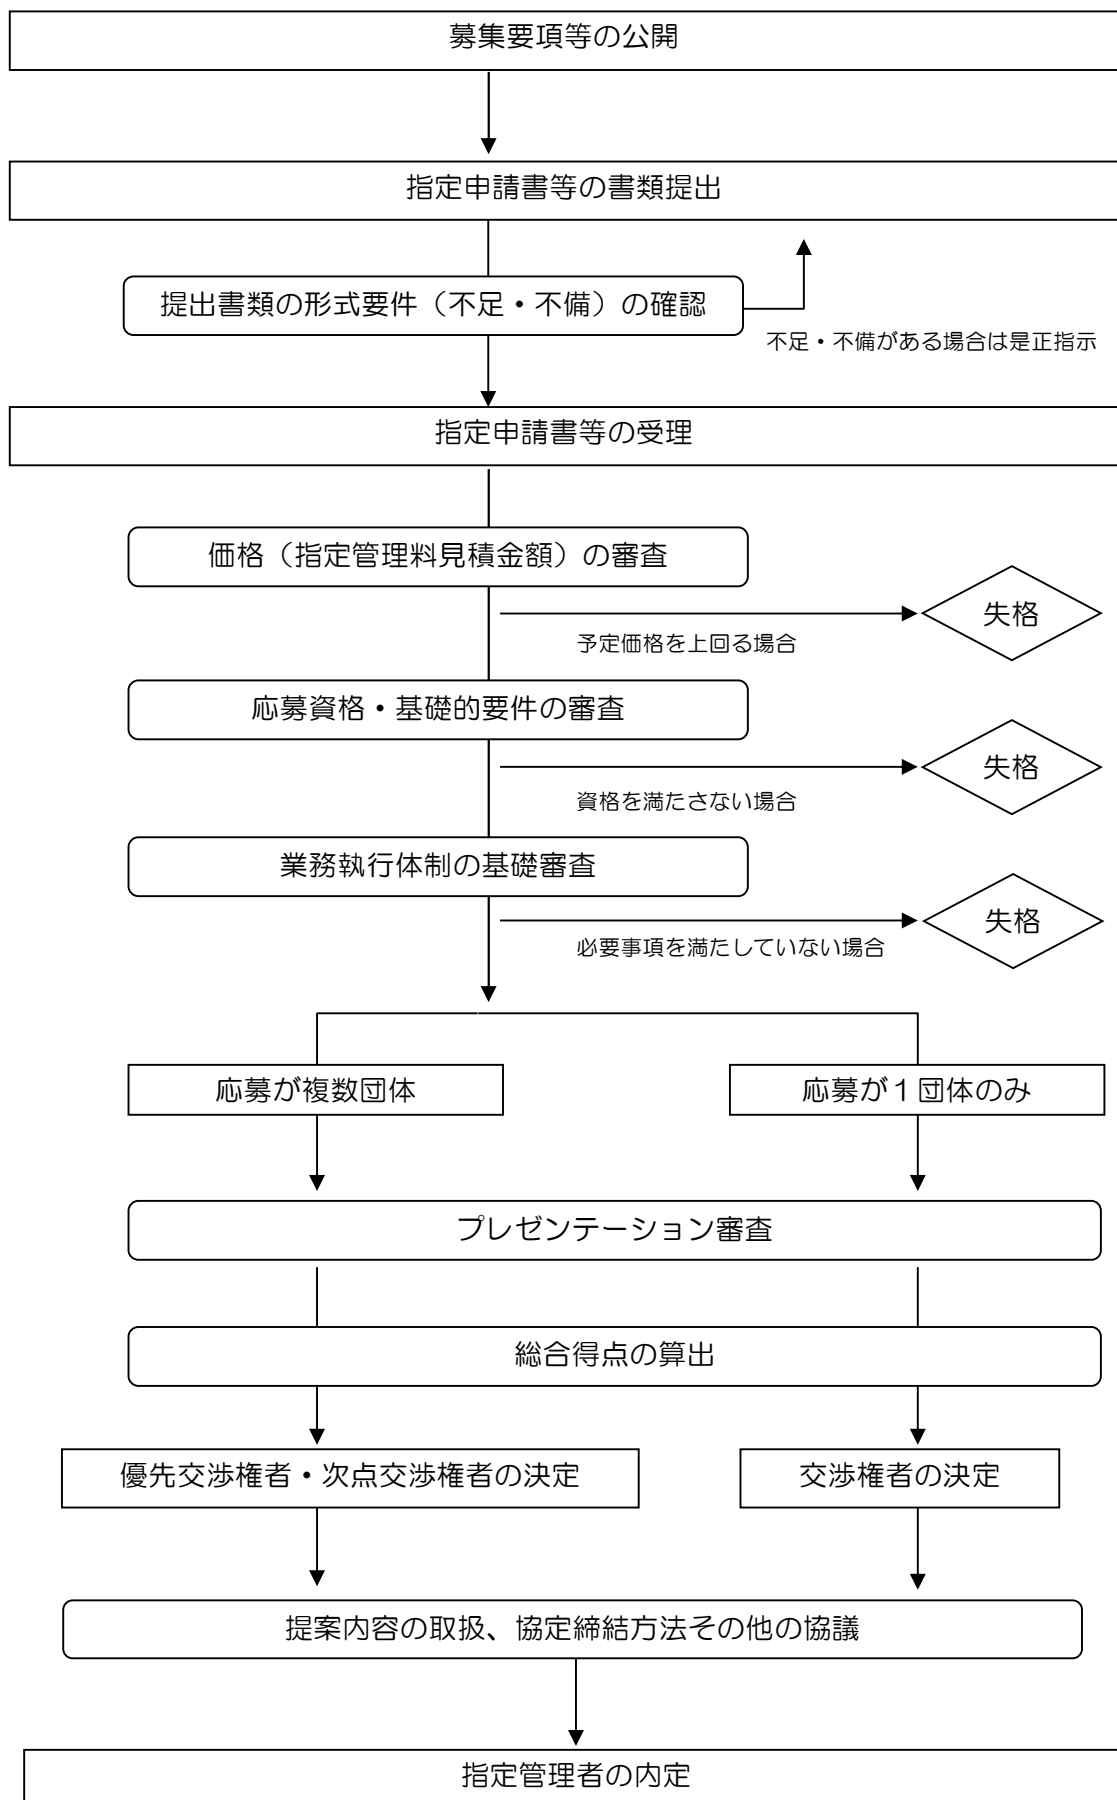 募集要項等の公開
指定申請書等の書類提出
提出書類の形式要件（不足・不備）の確認
不足・不備がある場合は是正指示
指定申請書等の受理
価格（指定管理料見積金額）の審査
失格
予定価格を上回る場合
応募資格・基礎的要件の審査
失格
資格を満たさない場合
業務執行体制の基礎審査
失格
必要事項を満たしていない場合
応募が複数団体
応募が１団体のみ
プレゼンテーション審査
総合得点の算出
優先交渉権者・次点交渉権者の決定
交渉権者の決定
提案内容の取扱、協定締結方法その他の協議
指定管理者の内定